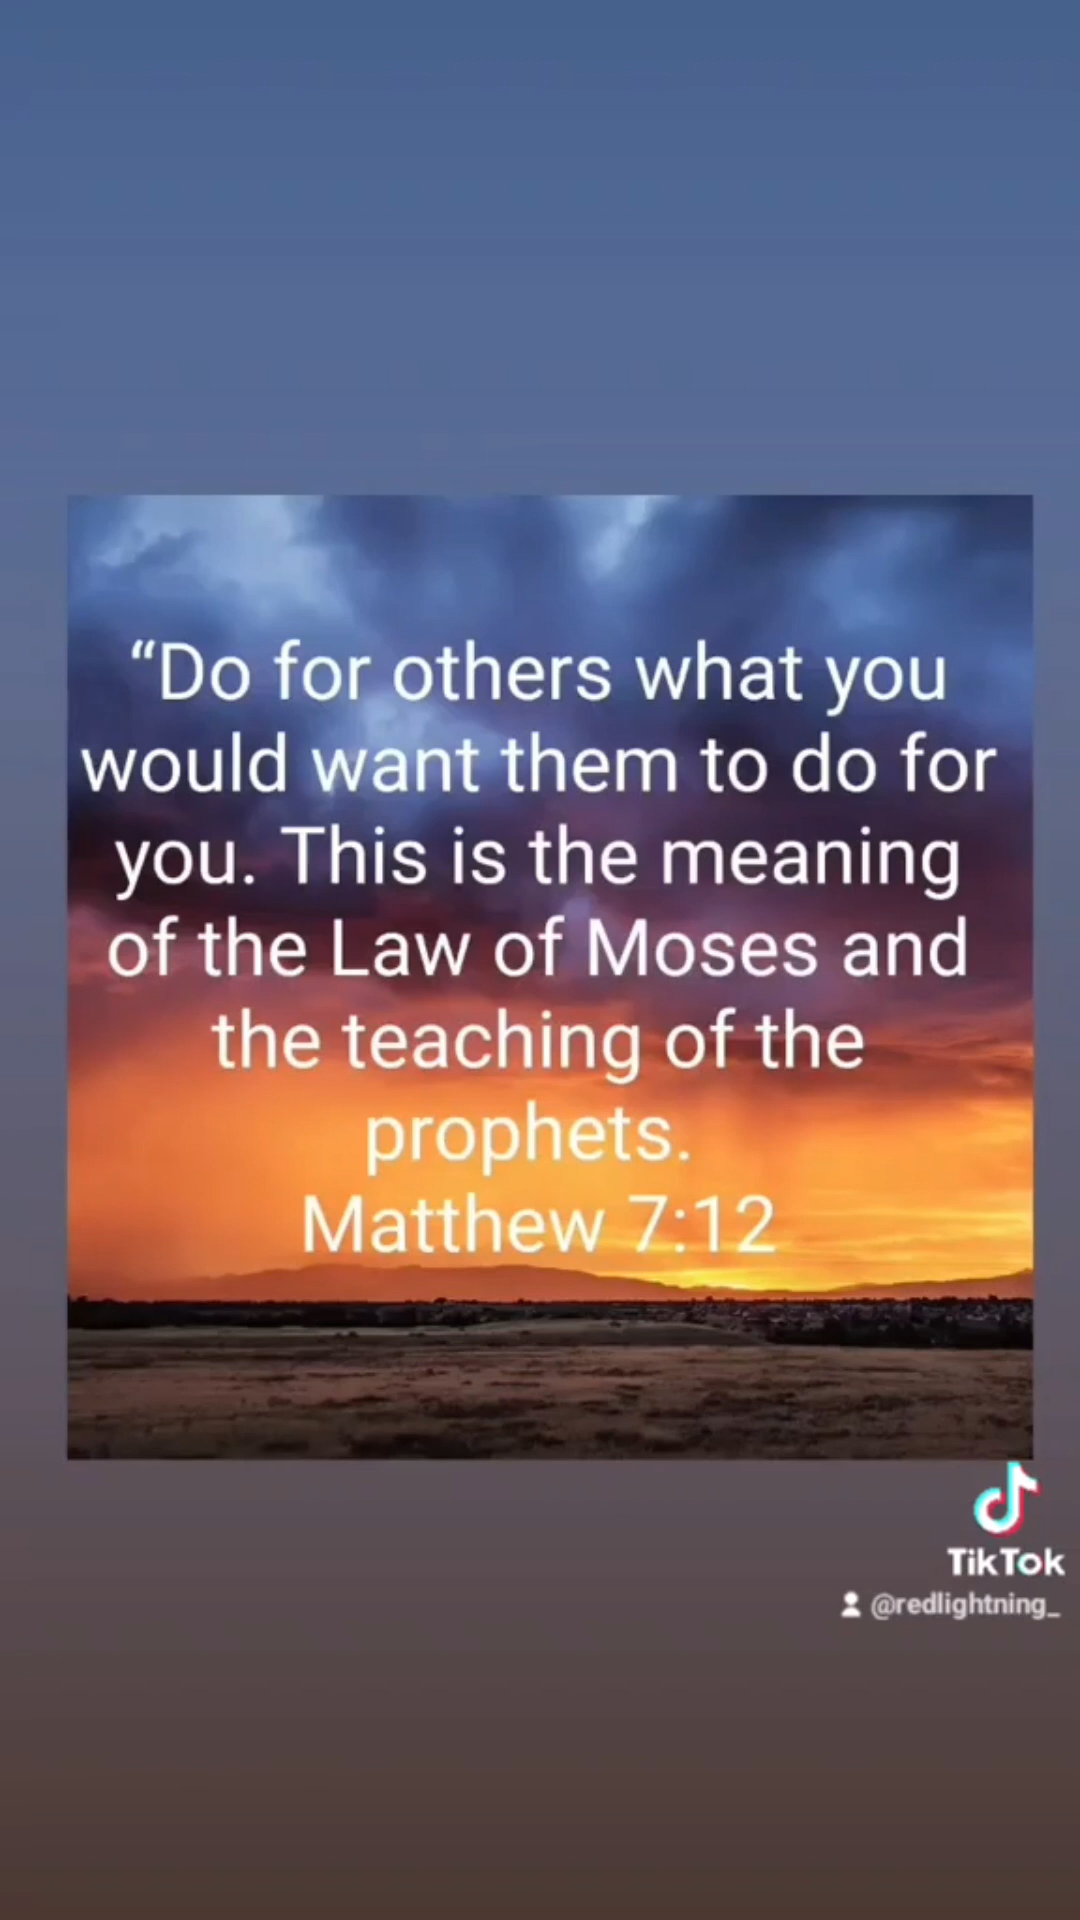 “Do for others what you
would want them to do for
you. This is the meaning
of the Law of Moses and
the teaching of the
prophets.
Matthew 7:12
TikTok
@redlightning_